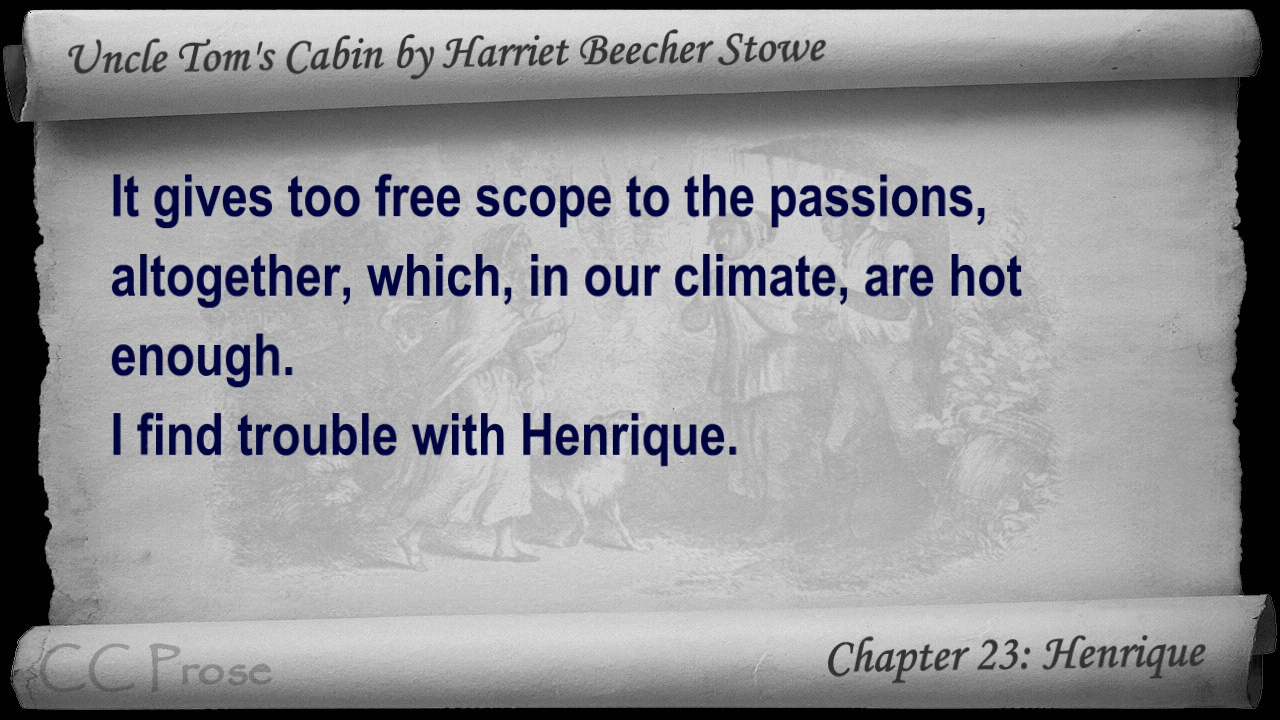 Uncle Tom's Cabin by Harriet Beecher Stowe
It gives too free scope to the passions,
altogether, which, in our climate, are hot
enough.
I find trouble with Henrique.
CC Prose
Chapter 23: Henrique